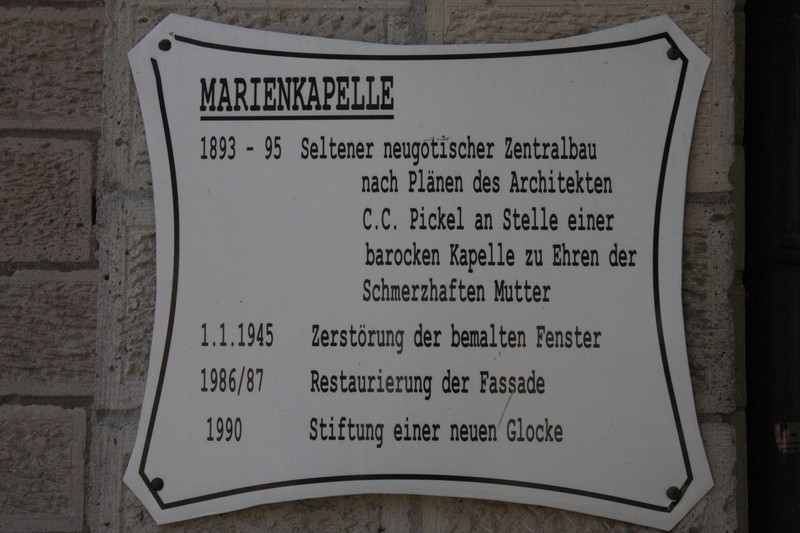 MARIENKAPELLE
1893 - 95 Seltener neugotischer Zentralbau
nach Plänen des Architekten
C.C. Pickel an Stelle einer
barocken Kapelle zu Ehren der
Schmerzhaften Mutter
1.1.1945 Zerstörung der bemalten Fenster
1986/87 Restaurierung der Fassade
1990 Stiftung einer neuen Glocke